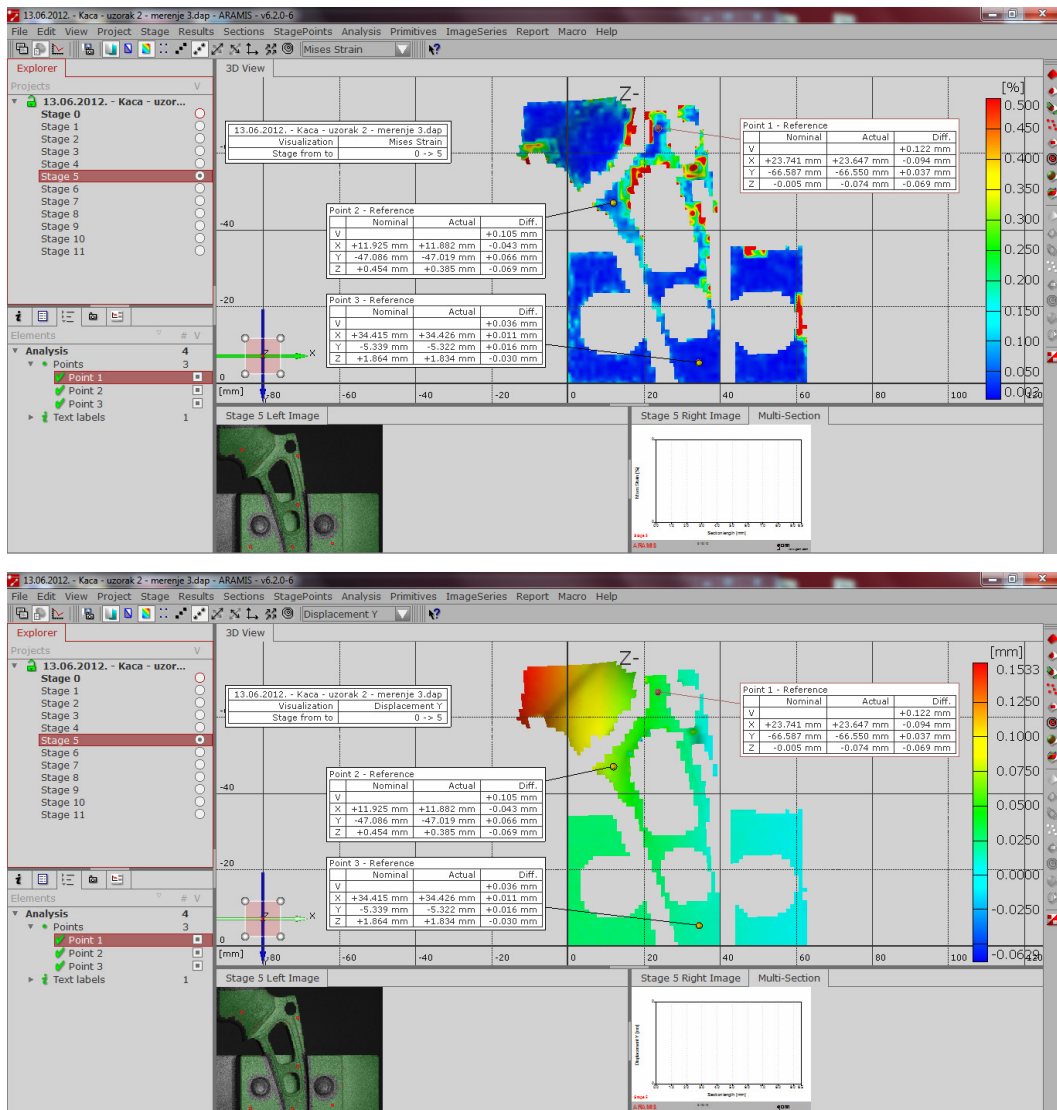 13.06.2012. - Kaca - uzorak 2 - merenje 3.dap - ARAMIS - v6.2.0-6
File Edit View Project Stage Results Sections StagePoints Analysis Primitives ImageSeries Report Macro Help
Mises Strain
Explorer
3D View
Projects V
13.06.2012. - Kaca - uzor...
Stage 0
Stage 1
Stage 2
Stage 3
Stage 4
Stage 5
Stage 6
Stage 7
Stage 8
Stage 9
Stage 10
Stage 11
Elements # V
Analysis 4
Points 3
Point 1
Point 2
Point 3
Text labels 1
13.06.2012. - Kaca - uzorak 2 - merenje 3.dap
Visualization Mises Strain
Stage from to 0 -> 5
Z-
Point 1 - Reference
Nominal Actual Diff.
V +0.122 mm
X +23.741 mm +23.647 mm -0.094 mm
Y -66.587 mm -66.550 mm +0.037 mm
Z -0.005 mm -0.074 mm -0.069 mm
Point 2 - Reference
Nominal Actual Diff.
V +0.105 mm
X +11.925 mm +11.882 mm -0.043 mm
Y -47.086 mm -47.019 mm +0.066 mm
Z +0.454 mm +0.385 mm -0.069 mm
Point 3 - Reference
Nominal Actual Diff.
V +0.036 mm
X +34.415 mm +34.426 mm +0.011 mm
Y -5.339 mm -5.322 mm +0.016 mm
Z +1.864 mm +1.834 mm -0.030 mm
-40
-20
0
X
[mm] -80 -60 -40 -20 0 20 40 60 80 100 120
[%]
0.500
0.450
0.400
0.350
0.300
0.250
0.200
0.150
0.100
0.050
0.002
Stage 5 Left Image
Stage 5 Right Image
Multi-Section
Mises Strain [%]
Section length [mm]
Stage 5
ARAMIS
gom
13.06.2012. - Kaca - uzorak 2 - merenje 3.dap - ARAMIS - v6.2.0-6
File Edit View Project Stage Results Sections StagePoints Analysis Primitives ImageSeries Report Macro Help
Displacement Y
Explorer
3D View
Projects V
13.06.2012. - Kaca - uzor...
Stage 0
Stage 1
Stage 2
Stage 3
Stage 4
Stage 5
Stage 6
Stage 7
Stage 8
Stage 9
Stage 10
Stage 11
Elements # V
Analysis 4
Points 3
Point 1
Point 2
Point 3
Text labels 1
13.06.2012. - Kaca - uzorak 2 - merenje 3.dap
Visualization Displacement Y
Stage from to 0 -> 5
Z-
Point 1 - Reference
Nominal Actual Diff.
V +0.122 mm
X +23.741 mm +23.647 mm -0.094 mm
Y -66.587 mm -66.550 mm +0.037 mm
Z -0.005 mm -0.074 mm -0.069 mm
Point 2 - Reference
Nominal Actual Diff.
V +0.105 mm
X +11.925 mm +11.882 mm -0.043 mm
Y -47.086 mm -47.019 mm +0.066 mm
Z +0.454 mm +0.385 mm -0.069 mm
Point 3 - Reference
Nominal Actual Diff.
V +0.036 mm
X +34.415 mm +34.426 mm +0.011 mm
Y -5.339 mm -5.322 mm +0.016 mm
Z +1.864 mm +1.834 mm -0.030 mm
-40
-20
0
X
[mm] -80 -60 -40 -20 0 20 40 60 80 100 120
[mm]
0.1533
0.1250
0.1000
0.0750
0.0500
0.0250
0.0000
-0.0250
-0.0629
Stage 5 Left Image
Stage 5 Right Image
Multi-Section
Displacement Y [mm]
Section length [mm]
Stage 5
ARAMIS
gom